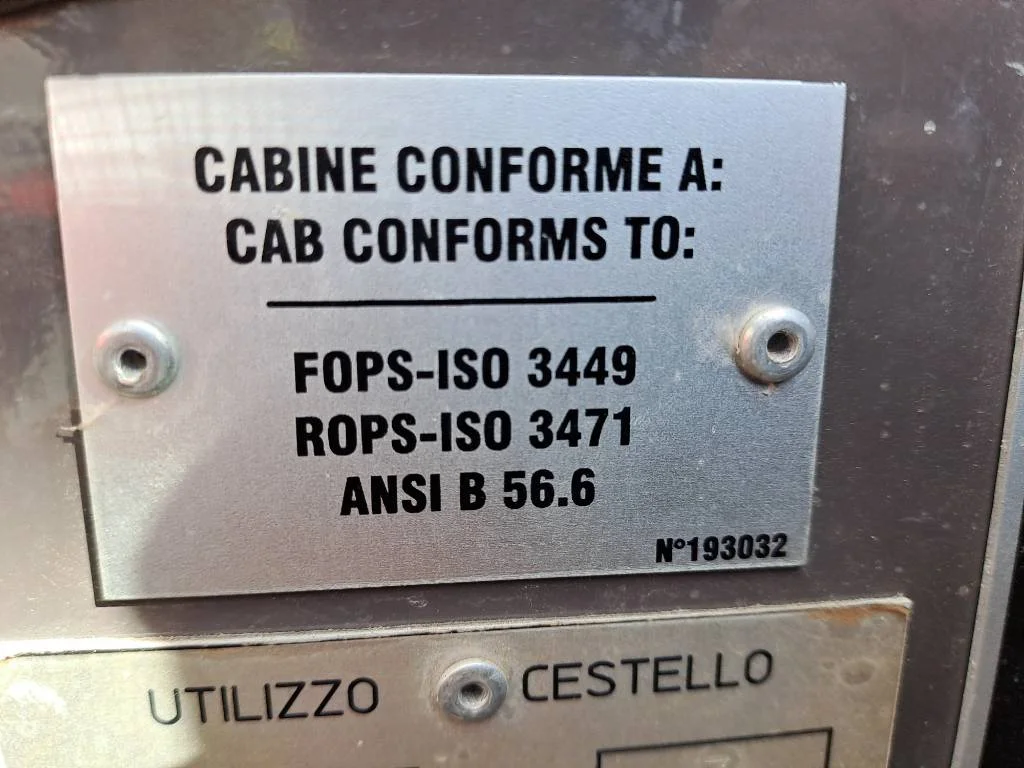 CABINE CONFORME A:
CAB CONFORMS TO:
FOPS-ISO 3449
ROPS-ISO 3471
ANSI B 56.6
N°193032
UTILIZZO CESTELLO